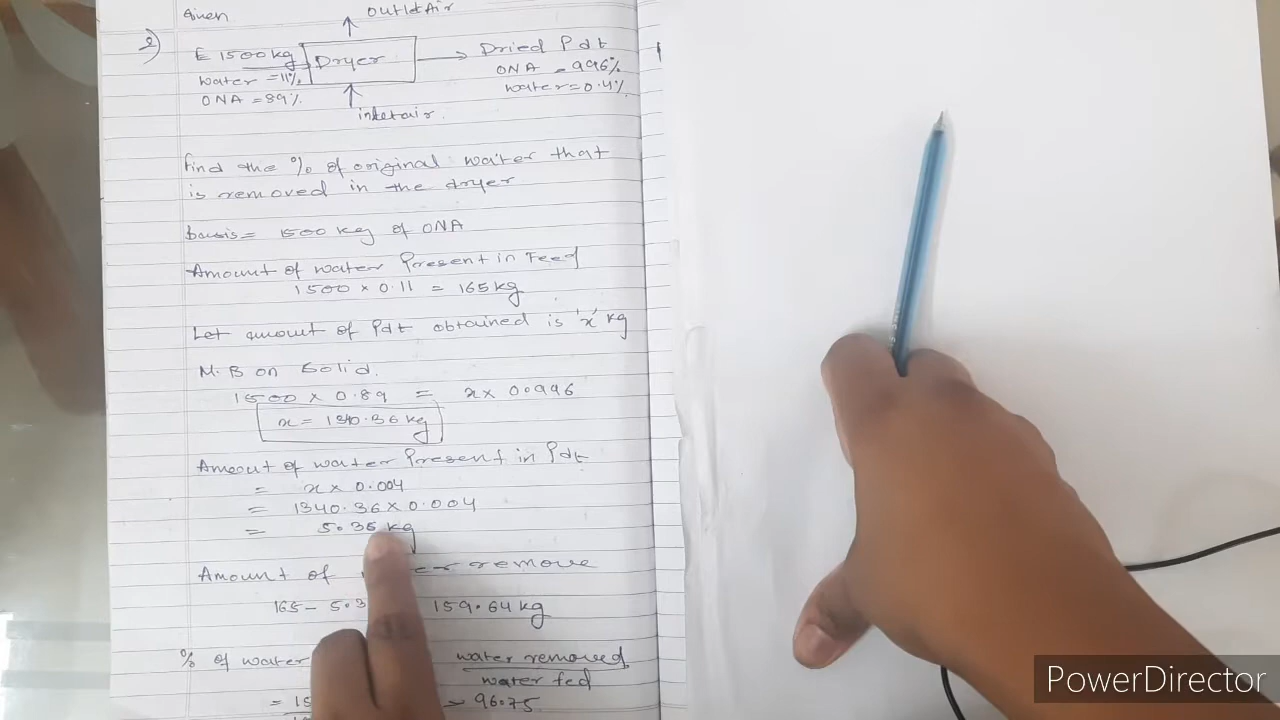 Given
outletAir
2)
E 1500kg
Dryer
Dried Pdt
water =11%
ONA =99.6%
ONA =89%
water=0.4%
inletair.
find the % of original water that
is removed in the dryer
basis= 1500 kg of ONA
Amount of water Present in Feed
1500 × 0.11 = 165kg
Let amount of Pdt obtained is 'x' kg
M.B on Solid.
1500 × 0.89 = x× 0.996
x= 1340.36 kg
Amount of water Present in Pdt
= x × 0.004
= 1340.36×0.004
= 5.36 kg
Amount of remove
165- 5.3 159.64 kg
% of water water removed
water fed
= 15 = 96.75
PowerDirector